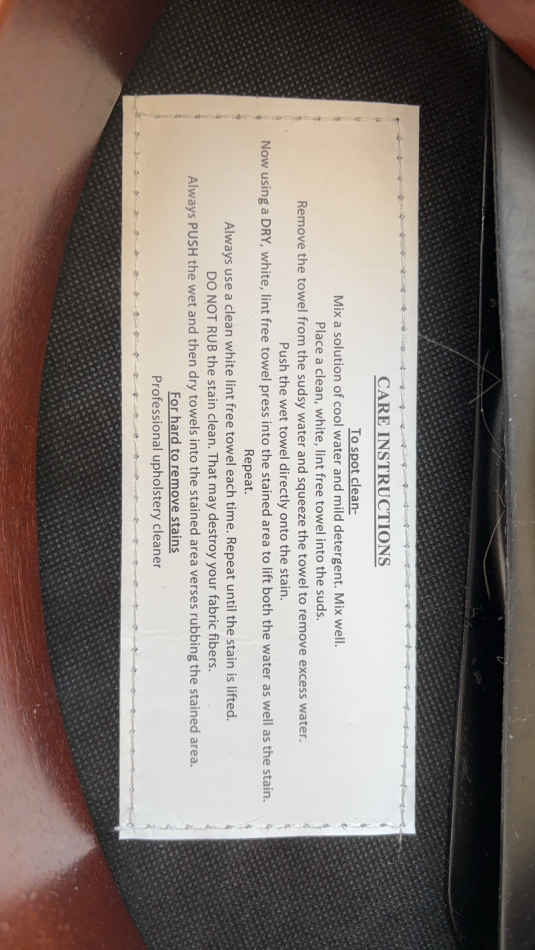 CARE INSTRUCTIONS
To spot clean-
Mix a solution of cool water and mild detergent. Mix well.
Place a clean, white, lint free towel into the suds.
Remove the towel from the sudsy water and squeeze the towel to remove excess water.
Push the wet towel directly onto the stain.
Now using a DRY, white, lint free towel press into the stained area to lift both the water as well as the stain.
Repeat.
Always use a clean white lint free towel each time. Repeat until the stain is lifted.
DO NOT RUB the stain clean. That may destroy your fabric fibers.
Always PUSH the wet and then dry towels into the stained area verses rubbing the stained area.
For hard to remove stains
Professional upholstery cleaner